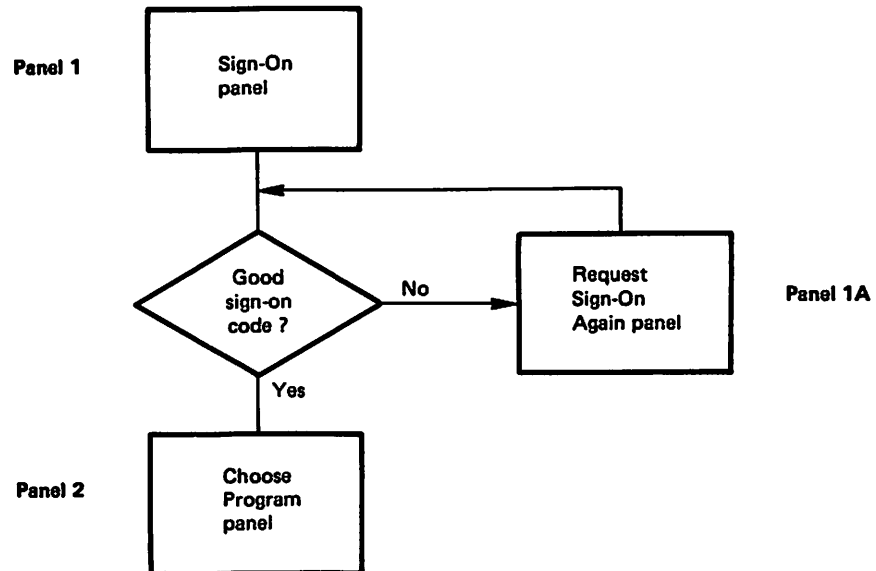 Panel 1
Sign-On
panel
Good
sign-on
code ?
No
Request
Sign-On
Again panel
Panel 1A
Yes
Panel 2
Choose
Program
panel